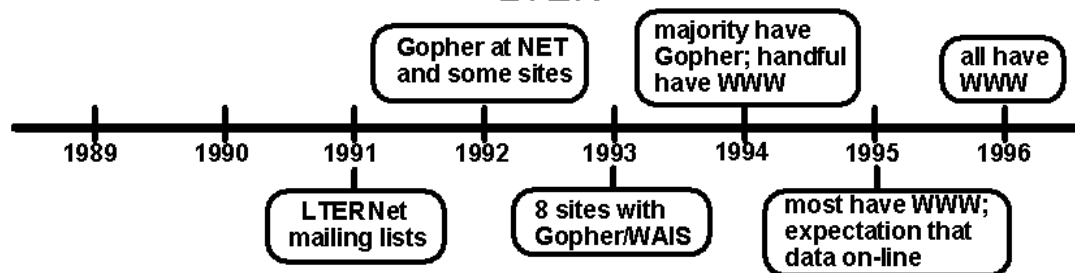 Gopher at NET
and some sites
majority have
Gopher; handful
have WWW
all have
WWW
1989 1990 1991 1992 1993 1994 1995 1996
LTERNet
mailing lists
8 sites with
Gopher/WAIS
most have WWW;
expectation that
data on-line